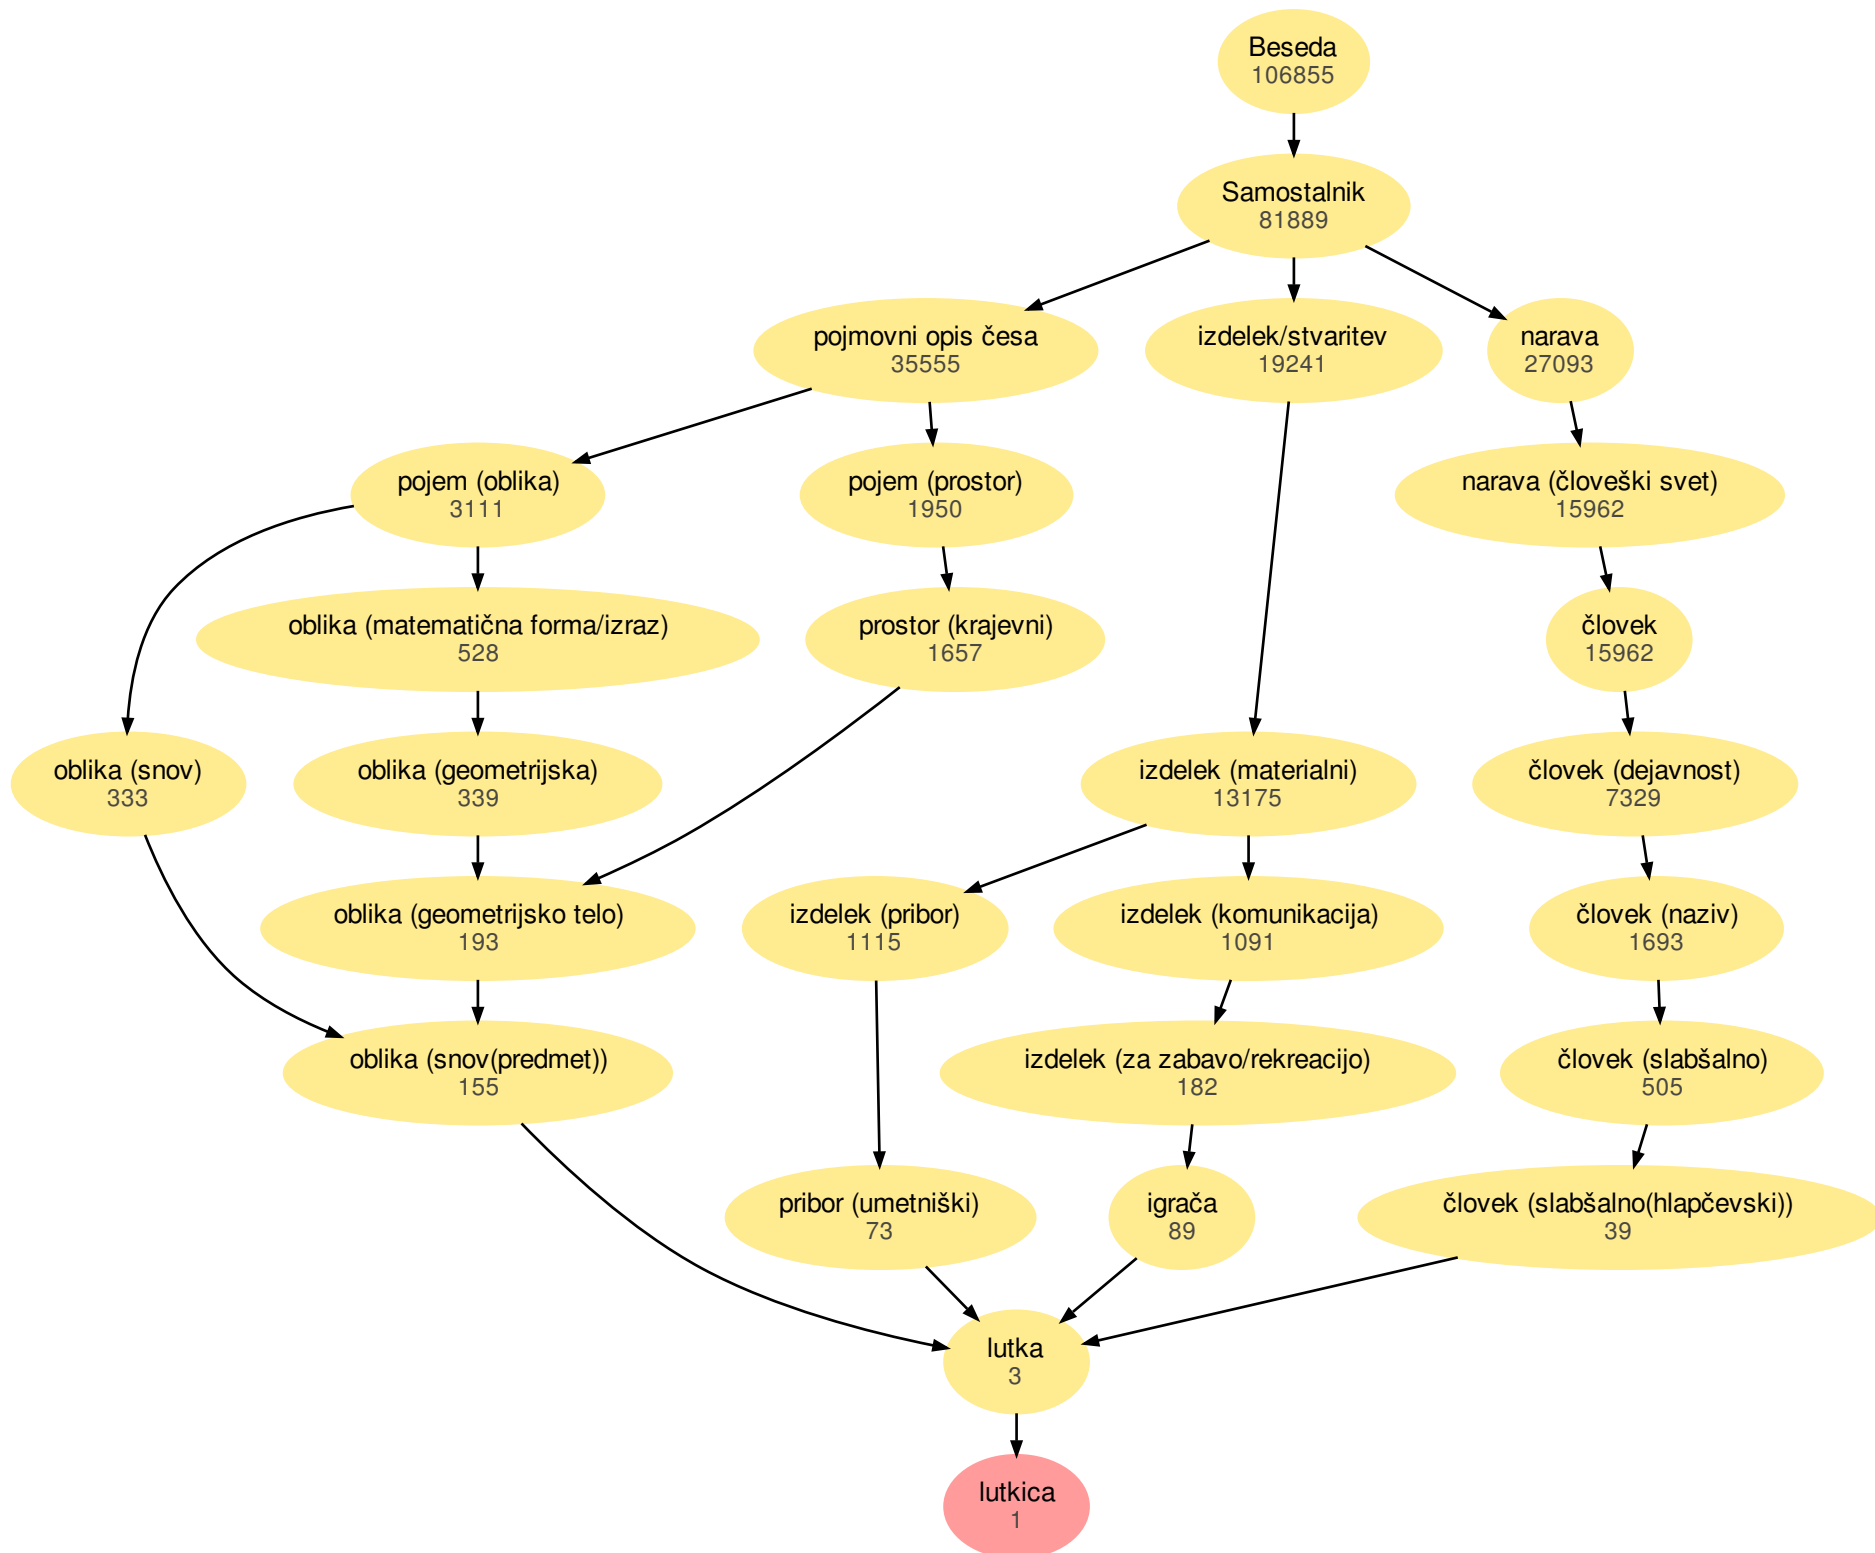 Beseda
106855
Samostalnik
81889
pojmovni opis česa
35555
izdelek/stvaritev
19241
narava
27093
pojem (oblika)
3111
pojem (prostor)
1950
narava (človeški svet)
15962
oblika (matematična forma/izraz)
528
prostor (krajevni)
1657
človek
15962
oblika (snov)
333
oblika (geometrijska)
339
izdelek (materialni)
13175
človek (dejavnost)
7329
oblika (geometrijsko telo)
193
izdelek (pribor)
1115
izdelek (komunikacija)
1091
človek (naziv)
1693
oblika (snov(predmet))
155
izdelek (za zabavo/rekreacijo)
182
človek (slabšalno)
505
pribor (umetniški)
73
igrača
89
človek (slabšalno(hlapčevski))
39
lutka
3
lutkica
1